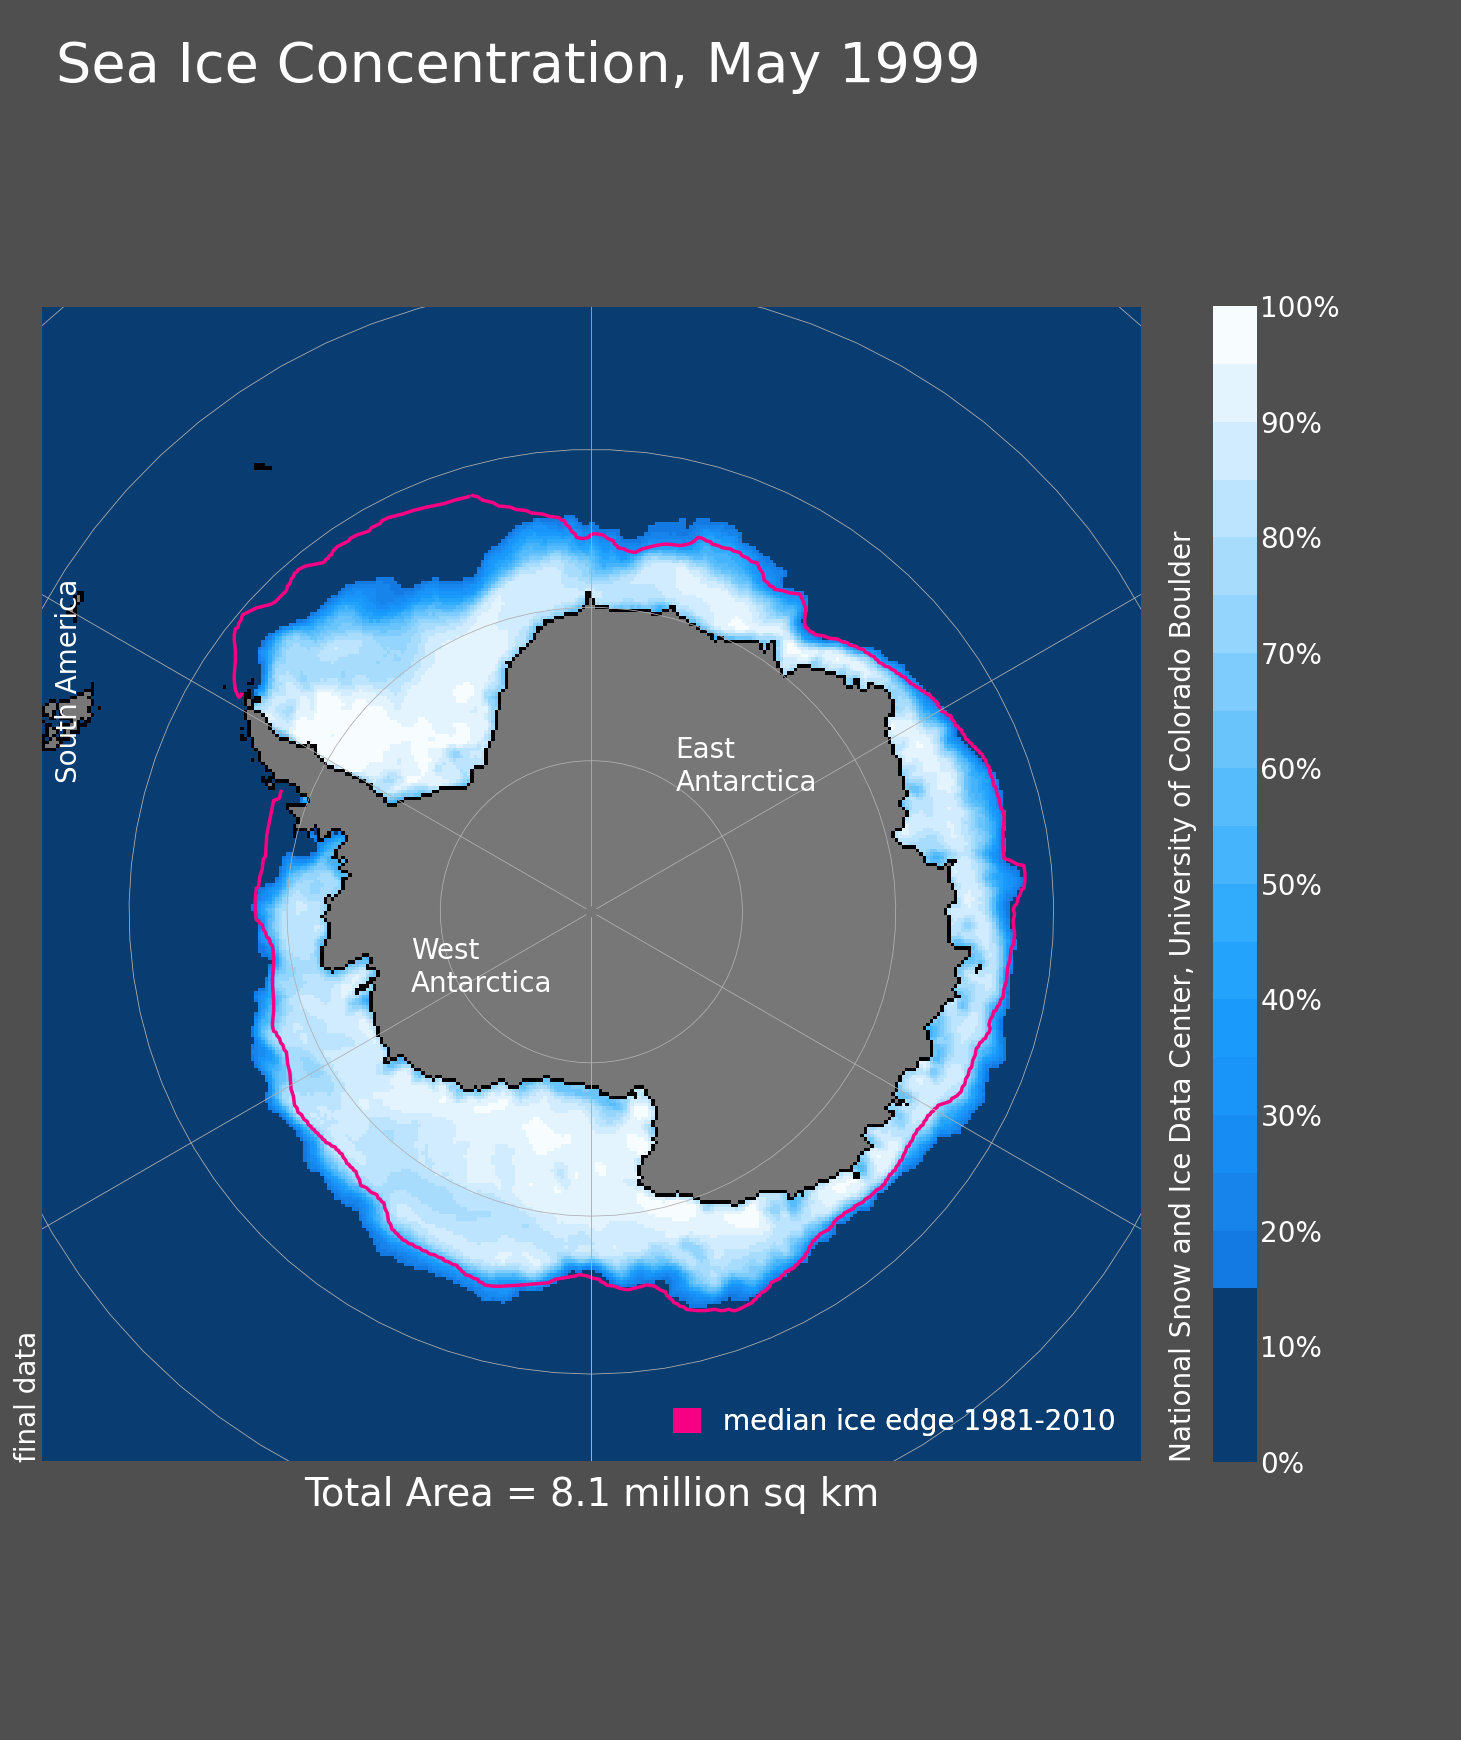 Sea Ice Concentration, May 1999
100%
90%
80%
70%
60%
50%
40%
30%
20%
10%
0%
National Snow and Ice Data Center, University of Colorado Boulder
South America
East
Antarctica
West
Antarctica
final data
median ice edge 1981-2010
Total Area = 8.1 million sq km